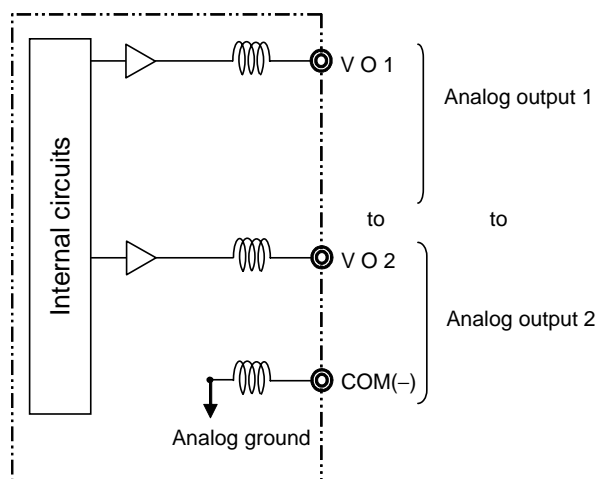 V O 1
Analog output 1
Internal circuits
to to
V O 2
Analog output 2
COM(−)
Analog ground